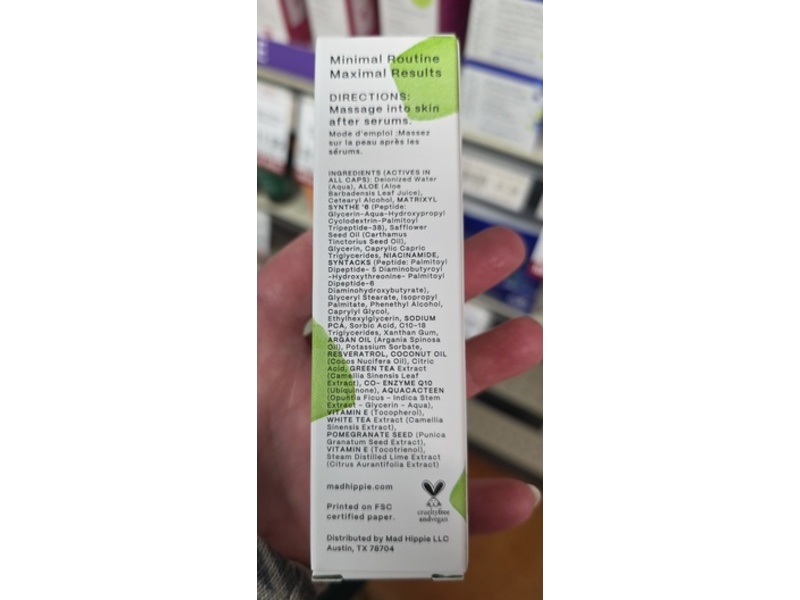 Minimal Routine
Maximal Results
DIRECTIONS:
Massage into skin
after serums.
Mode d'emploi :Massez
sur la peau après les
sérums.
INGREDIENTS (ACTIVES IN
ALL CAPS): Deionized Water
(Aqua), ALOE (Aloe
Barbadensis Leaf Juice),
Cetearyl Alcohol, MATRIXYL
SYNTHE '6 (Peptide:
Glycerin-Aqua-Hydroxypropyl
Cyclodextrin-Palmitoyl
Tripeptide-38), Safflower
Seed Oil (Carthamus
Tinctorius Seed Oil),
Glycerin, Caprylic Capric
Triglycerides, NIACINAMIDE,
SYNTACKS (Peptide: Palmitoyl
Dipeptide- 5 Diaminobutyroyl
-Hydroxythreonine- Palmitoyl
Dipeptide-6
Diaminohydroxybutyrate),
Glyceryl Stearate, Isopropyl
Palmitate, Phenethyl Alcohol,
Caprylyl Glycol,
Ethylhexylglycerin, SODIUM
PCA, Sorbic Acid, C10-18
Triglycerides, Xanthan Gum,
ARGAN OIL (Argania Spinosa
Oil), Potassium Sorbate,
RESVERATROL, COCONUT OIL
(Cocos Nucifera Oil), Citric
Acid, GREEN TEA Extract
(Camellia Sinensis Leaf
Extract), CO- ENZYME Q10
(Ubiquinone), AQUACACTEEN
(Opuntia Ficus - Indica Stem
Extract - Glycerin - Aqua),
VITAMIN E (Tocopherol),
WHITE TEA Extract (Camellia
Sinensis Extract),
POMEGRANATE SEED (Punica
Granatum Seed Extract),
VITAMIN E (Tocotrienol),
Steam Distilled Lime Extract
(Citrus Aurantifolia Extract)
madhippie.com
Printed on FSC
certified paper.
crueltyfree
andvegan
Distributed by Mad Hippie LLC
Austin, TX 78704